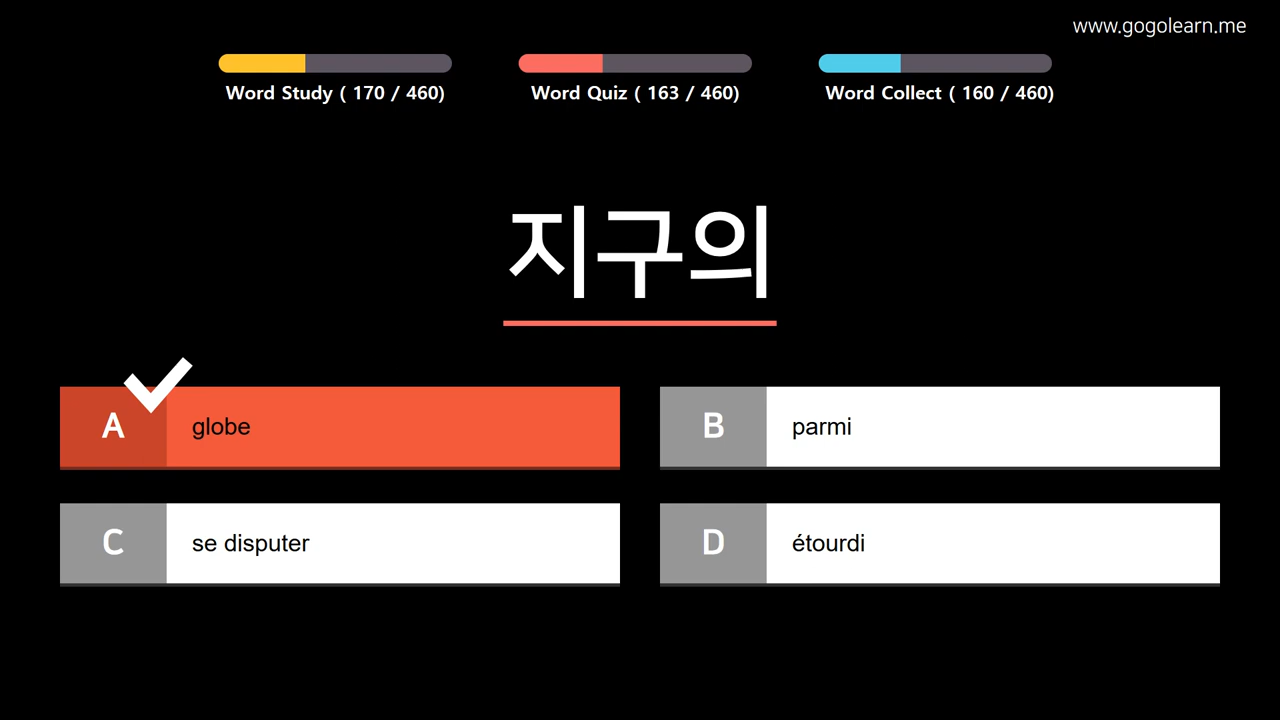 www.gogolearn.me
Word Study ( 170 / 460)
Word Quiz ( 163 / 460)
Word Collect ( 160 / 460)
지구의
A globe
B parmi
C se disputer
D étourdi